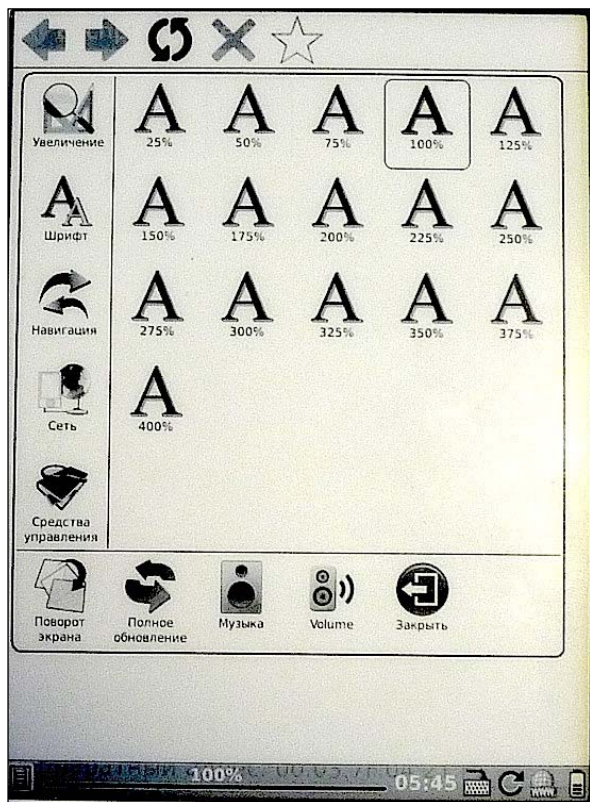 Увеличение
25% 50% 75% 100% 125%
Шрифт
150% 175% 200% 225% 250%
Навигация
275% 300% 325% 350% 375%
Сеть
400%
Средства
управления
Поворот
экрана
Полное
обновление
Музыка
Volume
Закрыть
100%
05:45
www